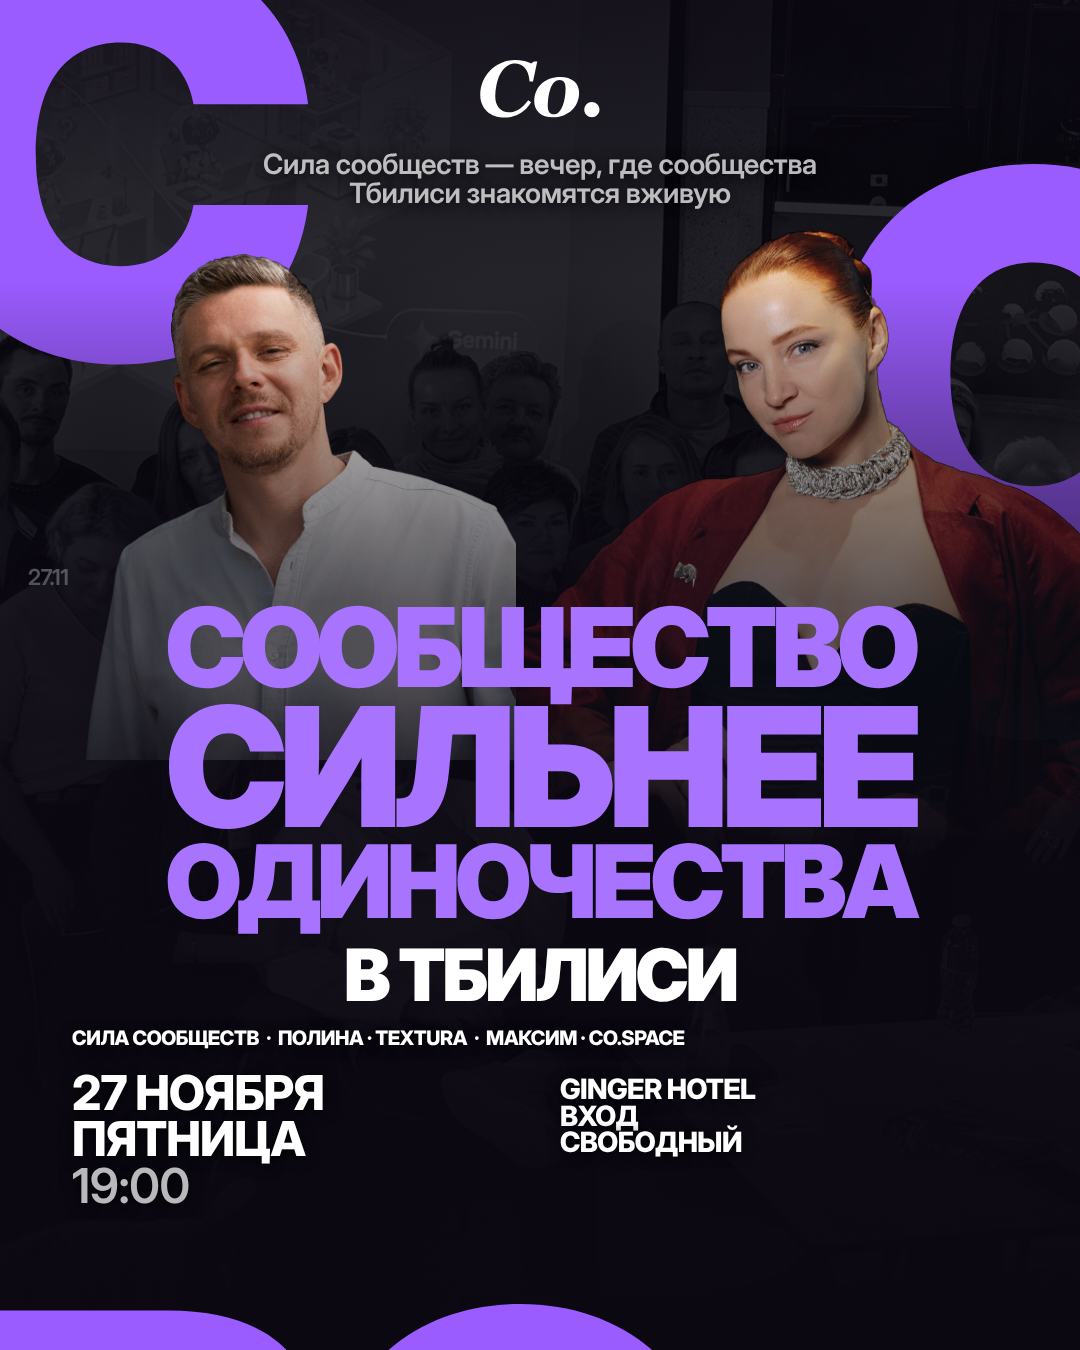 Co.
Сила сообществ — вечер, где сообщества
Тбилиси знакомятся вживую
Gemini
27.11
СООБЩЕСТВО
СИЛЬНЕЕ
ОДИНОЧЕСТВА
В ТБИЛИСИ
СИЛА СООБЩЕСТВ · ПОЛИНА · TEXTURA · МАКСИМ · CO.SPACE
27 НОЯБРЯ
ПЯТНИЦА
19:00
GINGER HOTEL
ВХОД
СВОБОДНЫЙ